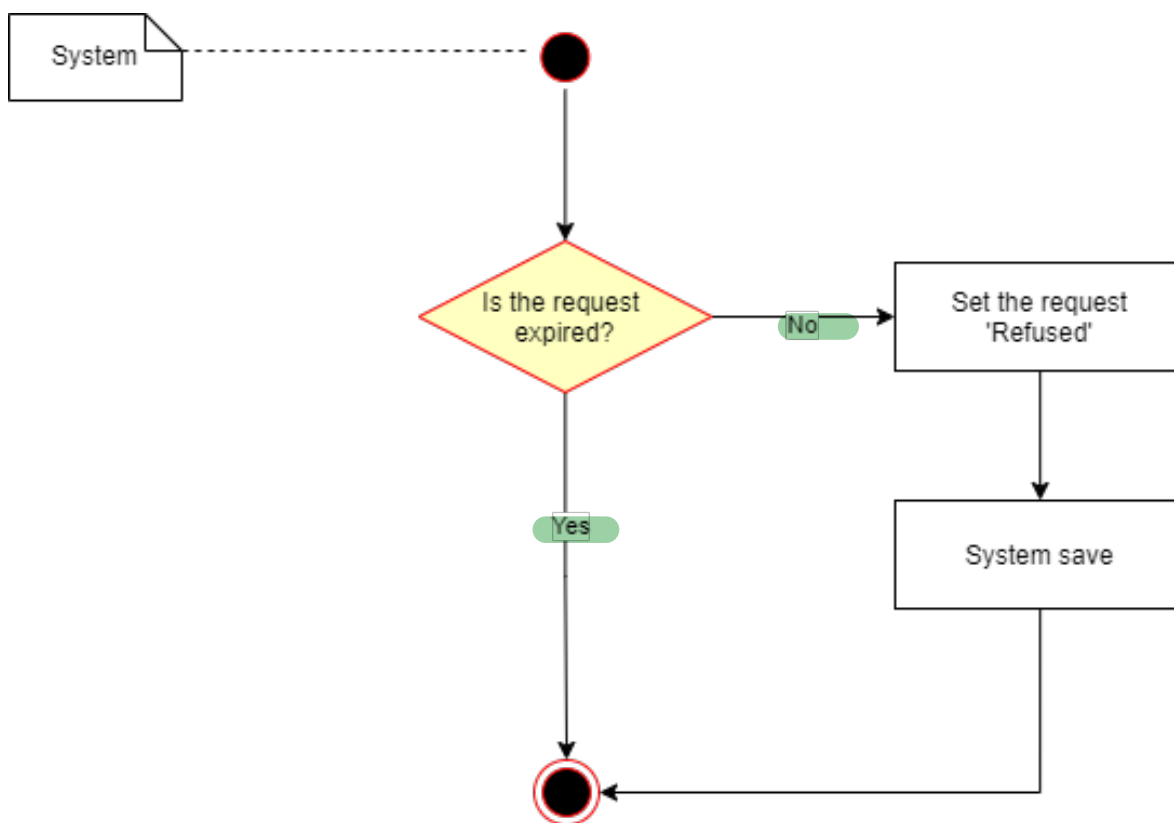 System
Is the request
expired?
No
Set the request
'Refused'
Yes
System save